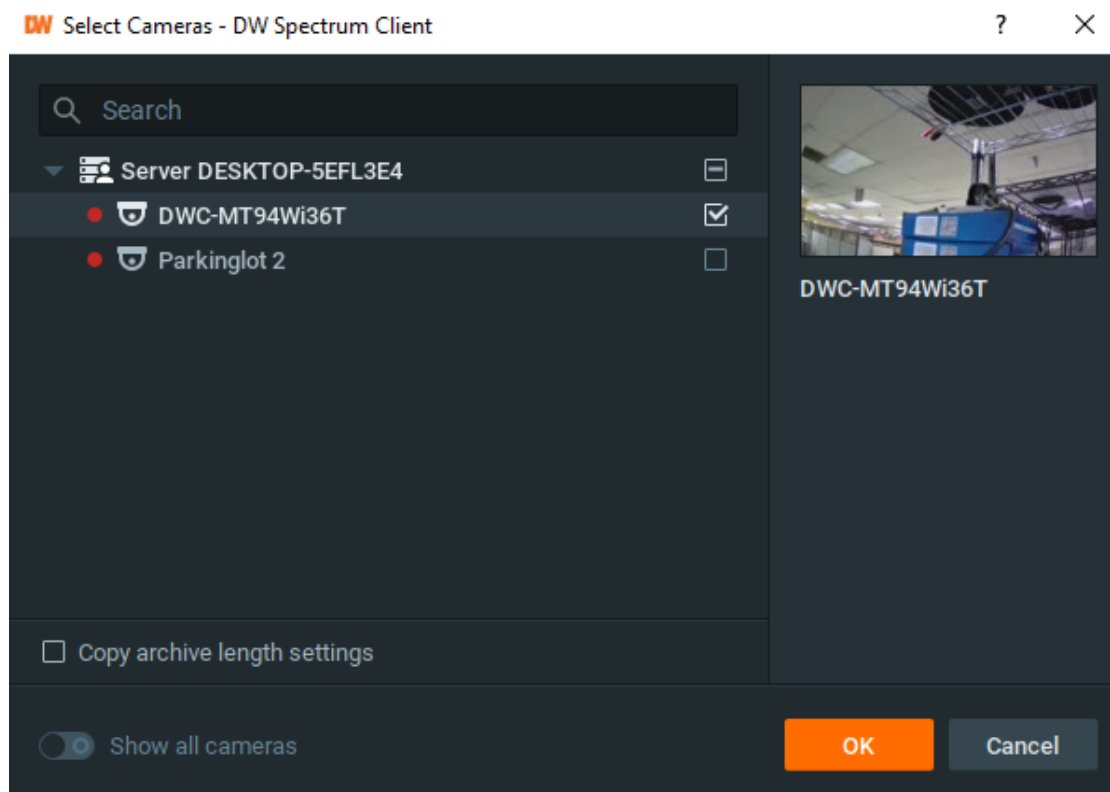 DW Select Cameras - DW Spectrum Client ?
Search
Server DESKTOP-5EFL3E4
DWC-MT94Wi36T
Parkinglot 2
DWC-MT94Wi36T
Copy archive length settings
Show all cameras
OK
Cancel